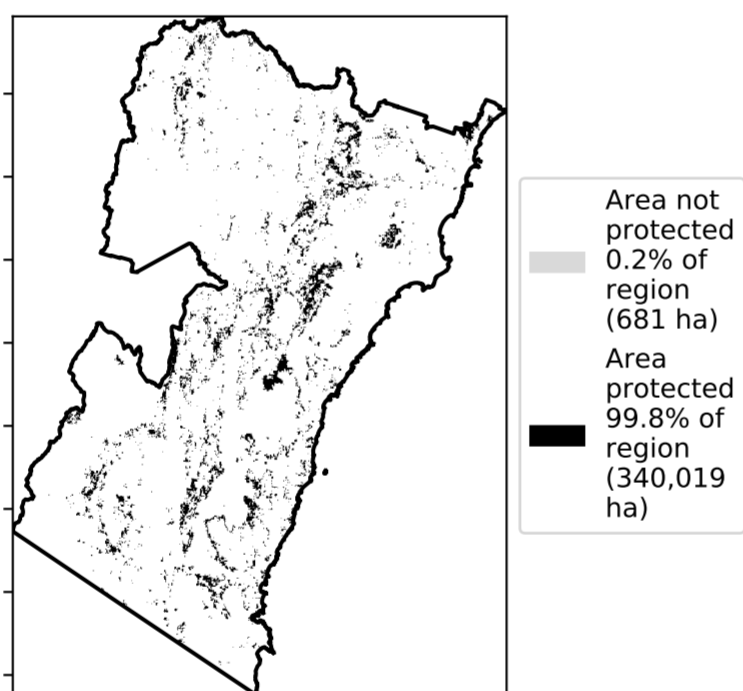 Area not
protected
0.2% of
region
(681 ha)
Area
protected
99.8% of
region
(340,019
ha)